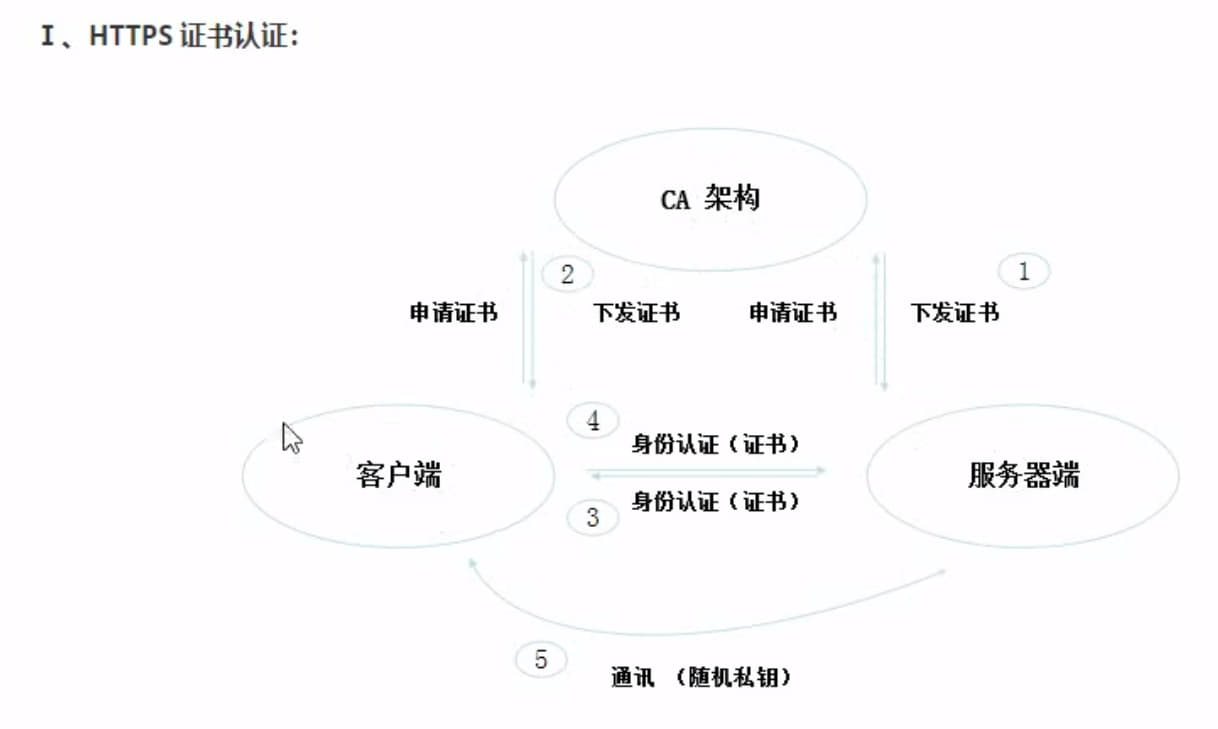 I、HTTPS 证书认证：
CA 架构
2
1
申请证书
下发证书
申请证书
下发证书
4
身份认证（证书）
客户端
服务器端
身份认证（证书）
3
5
通讯 （随机私钥）